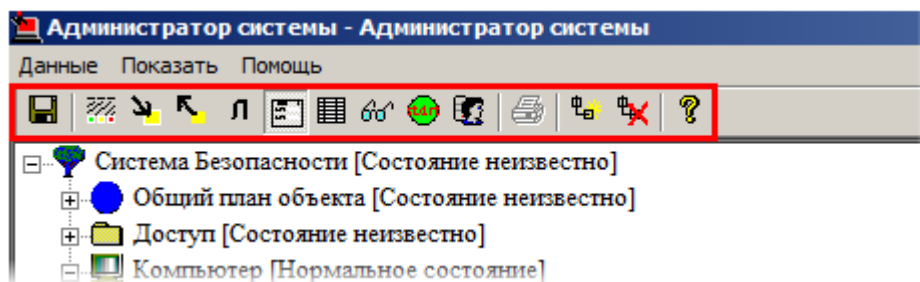 Администратор системы - Администратор системы
Данные Показать Помощь
Л
Система Безопасности [Состояние неизвестно]
Общий план объекта [Состояние неизвестно]
Доступ [Состояние неизвестно]
Компьютер [Нормальное состояние]